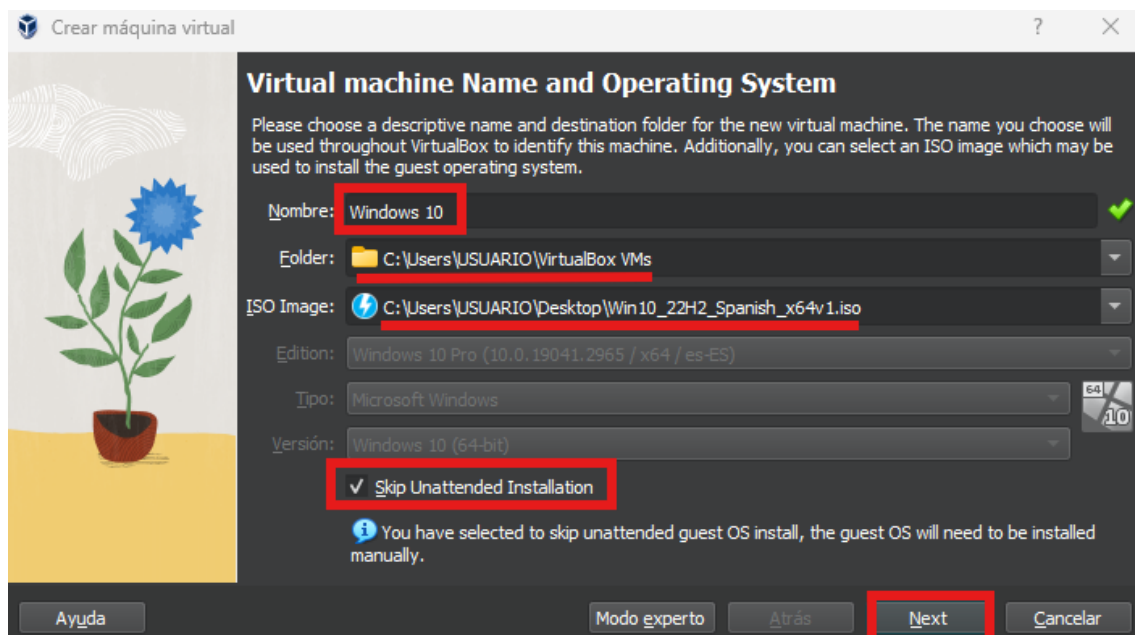 Crear máquina virtual
?
Virtual machine Name and Operating System
Please choose a descriptive name and destination folder for the new virtual machine. The name you choose will
be used throughout VirtualBox to identify this machine. Additionally, you can select an ISO image which may be
used to install the guest operating system.
Nombre: Windows 10
Folder: C:\Users\USUARIO\VirtualBox VMs
ISO Image: C:\Users\USUARIO\Desktop\Win10_22H2_Spanish_x64v1.iso
Edition: Windows 10 Pro (10.0.19041.2965 / x64 / es-ES)
Tipo: Microsoft Windows
64
10
Versión: Windows 10 (64-bit)
Skip Unattended Installation
You have selected to skip unattended guest OS install, the guest OS will need to be installed
manually.
Ayuda Modo experto Atrás Next Cancelar